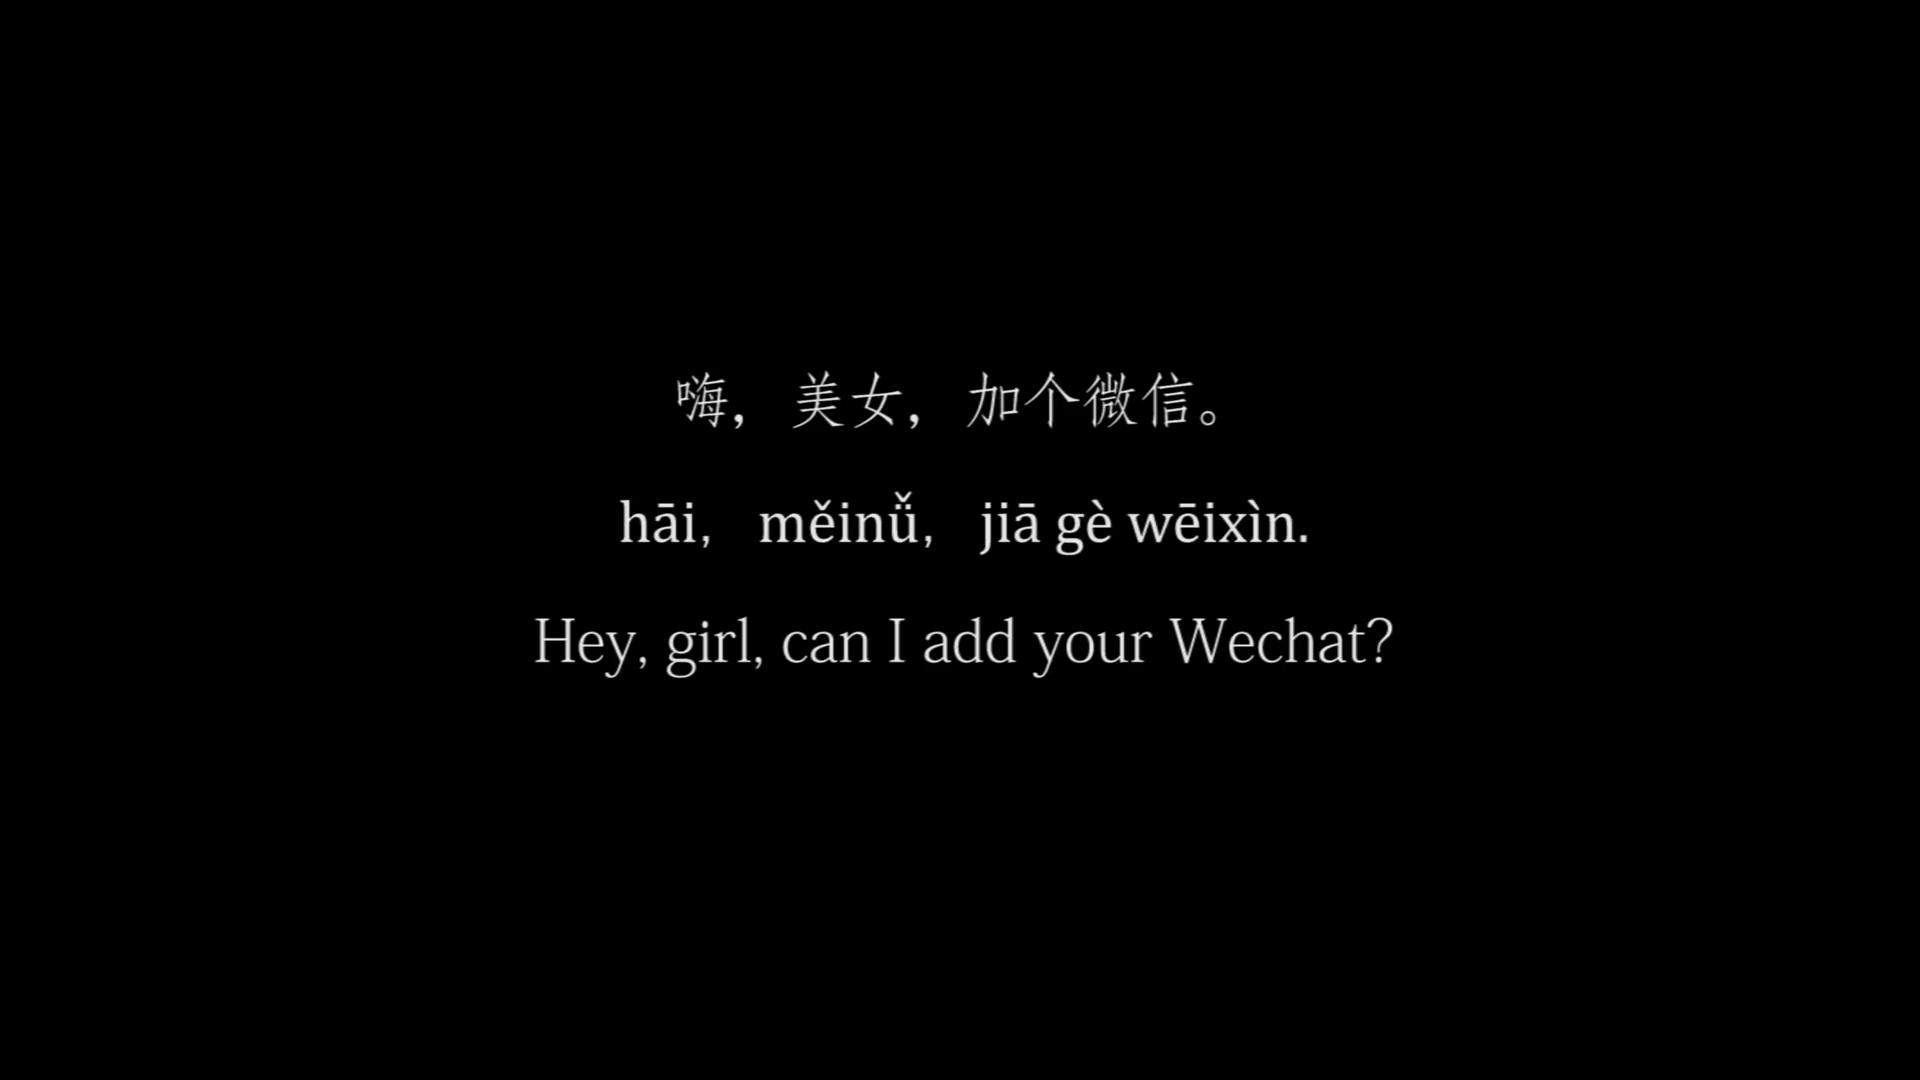 嗨，美女，加个微信。
hāi, měinǚ, jiā gè wēixìn.
Hey, girl, can I add your Wechat?